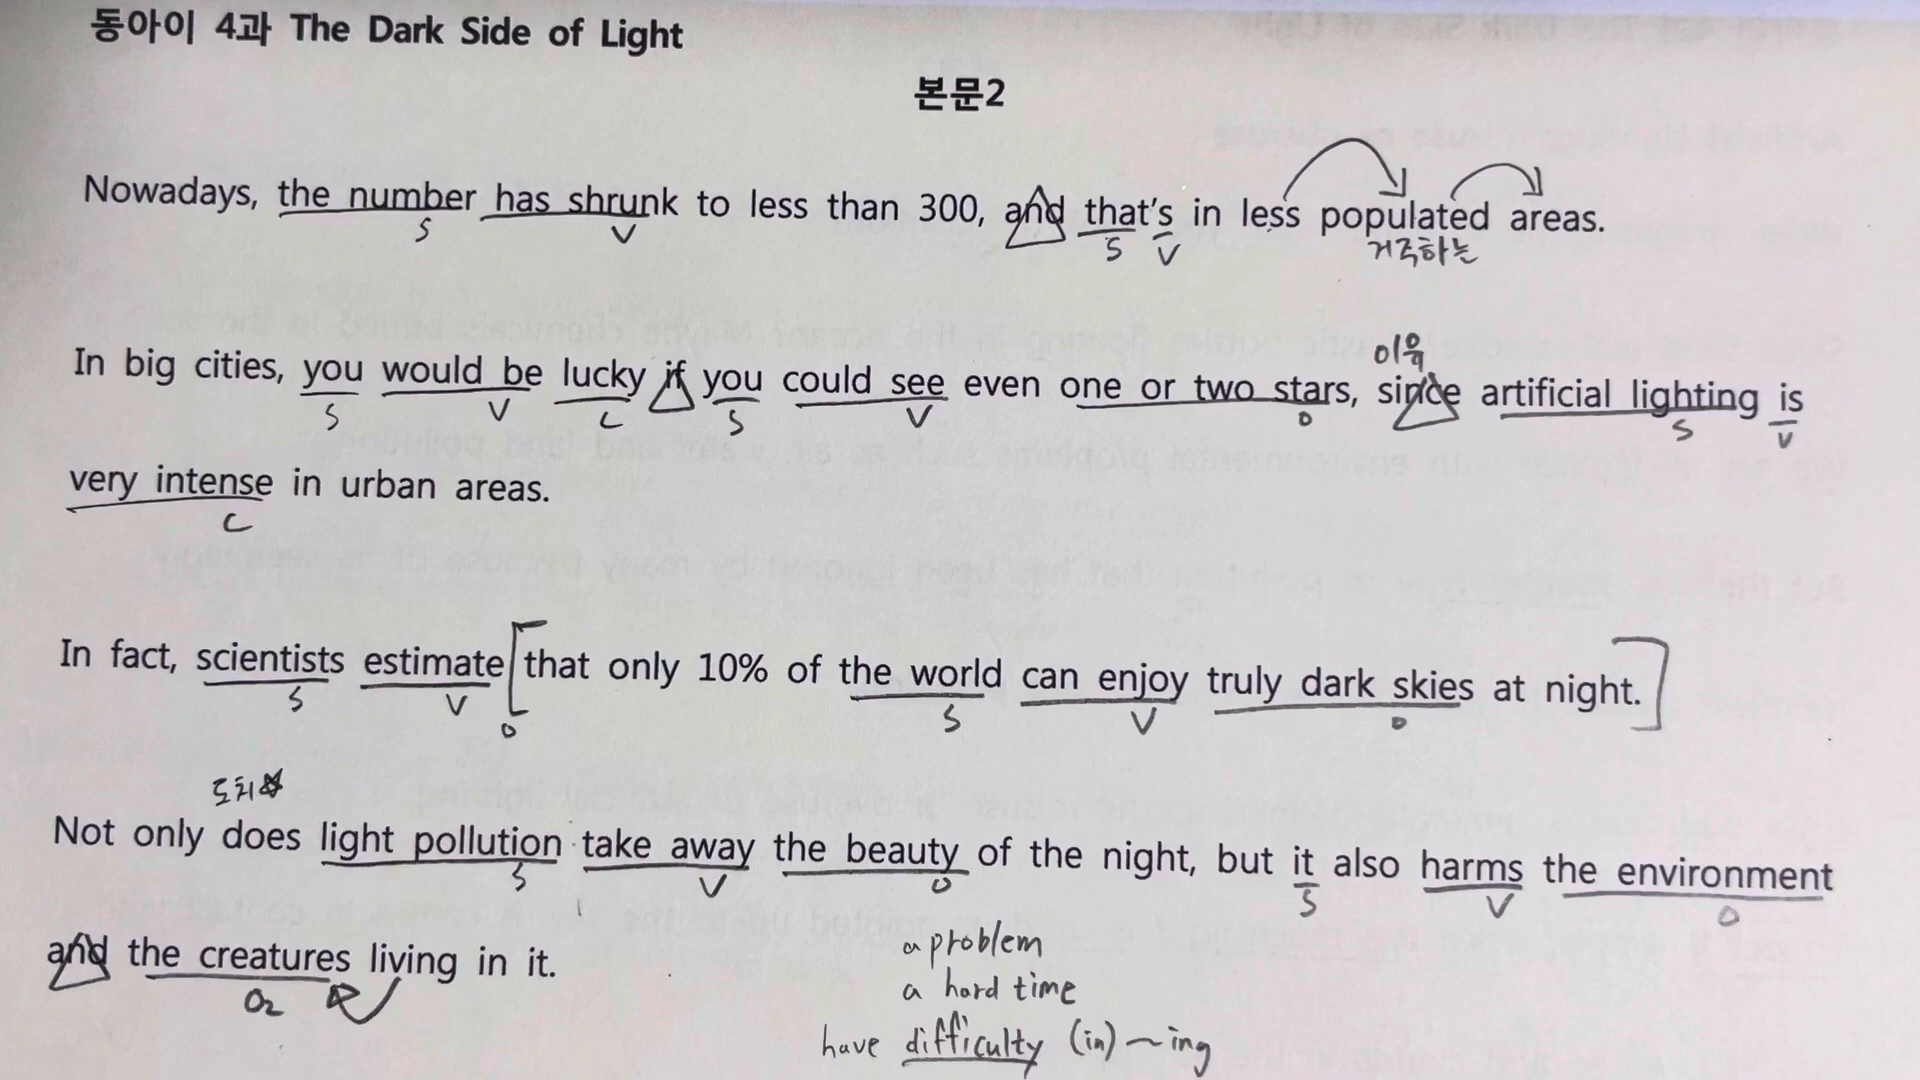 동아이 4과 The Dark Side of Light
본문2
Nowadays, the number has shrunk to less than 300, and that's in less populated areas.
S V S V 거주하는
이유
In big cities, you would be lucky if you could see even one or two stars, since artificial lighting is
S V C S V O S V
very intense in urban areas.
C
In fact, scientists estimate [that only 10% of the world can enjoy truly dark skies at night.]
S V O S V O
도치☆
Not only does light pollution take away the beauty of the night, but it also harms the environment
S V O S V O
and the creatures living in it.
O2
a problem
a hard time
have difficulty (in) ~ing